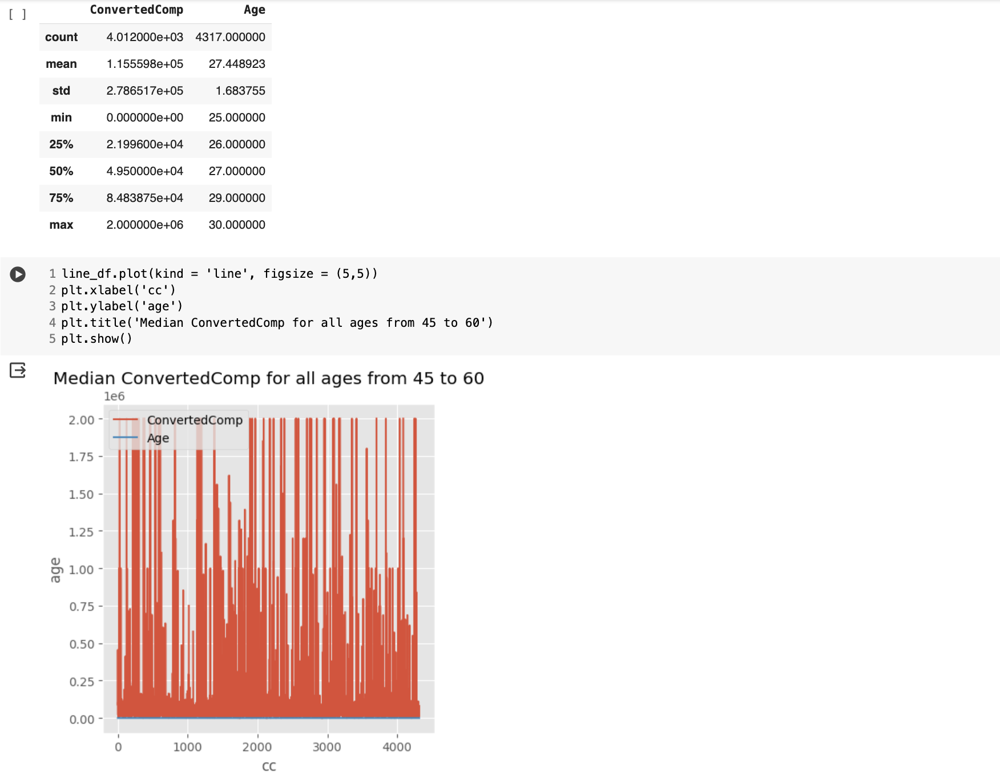 [ ]
ConvertedComp Age
count 4.012000e+03 4317.000000
mean 1.155598e+05 27.448923
std 2.786517e+05 1.683755
min 0.000000e+00 25.000000
25% 2.199600e+04 26.000000
50% 4.950000e+04 27.000000
75% 8.483875e+04 29.000000
max 2.000000e+06 30.000000
1 line_df.plot(kind = 'line', figsize = (5,5))
2 plt.xlabel('cc')
3 plt.ylabel('age')
4 plt.title('Median ConvertedComp for all ages from 45 to 60')
5 plt.show()
Median ConvertedComp for all ages from 45 to 60
1e6
ConvertedComp
Age
2.00
1.75
1.50
1.25
1.00
0.75
0.50
0.25
0.00
age
0 1000 2000 3000 4000
cc